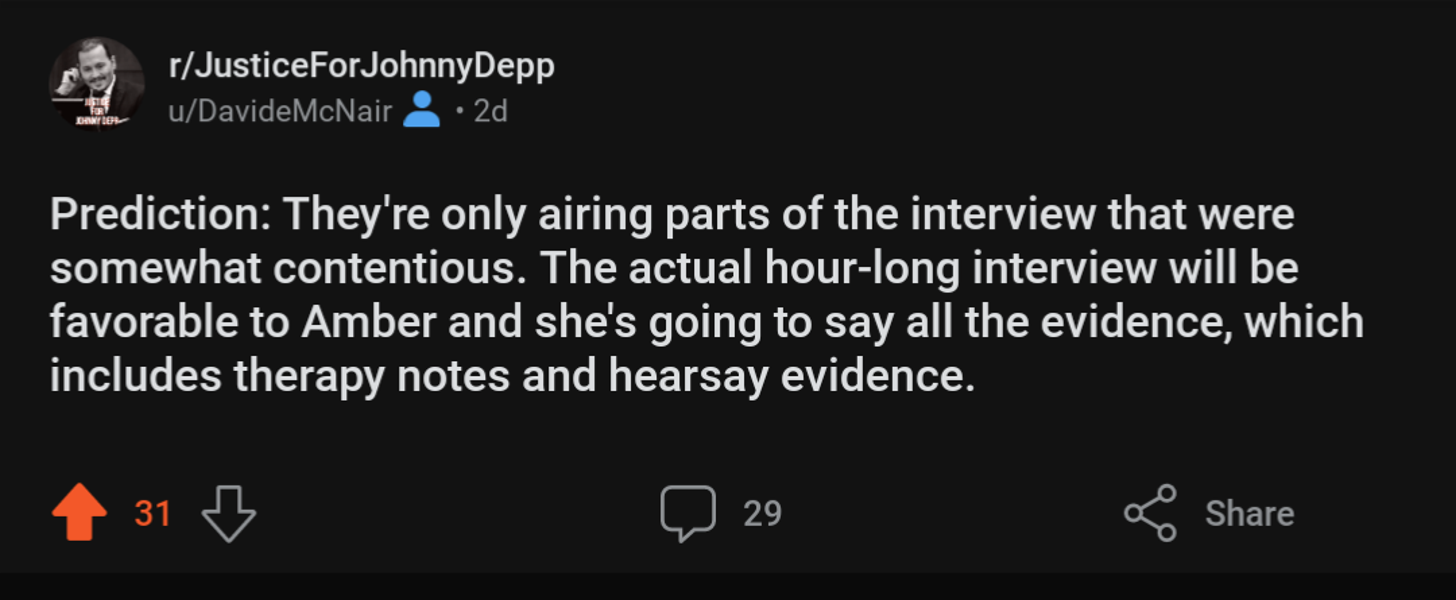 r/JusticeForJohnnyDepp
u/DavideMcNair • 2d
JUSTICE
FOR
JOHNNY DEPP
Prediction: They're only airing parts of the interview that were
somewhat contentious. The actual hour-long interview will be
favorable to Amber and she's going to say all the evidence, which
includes therapy notes and hearsay evidence.
31
29
Share